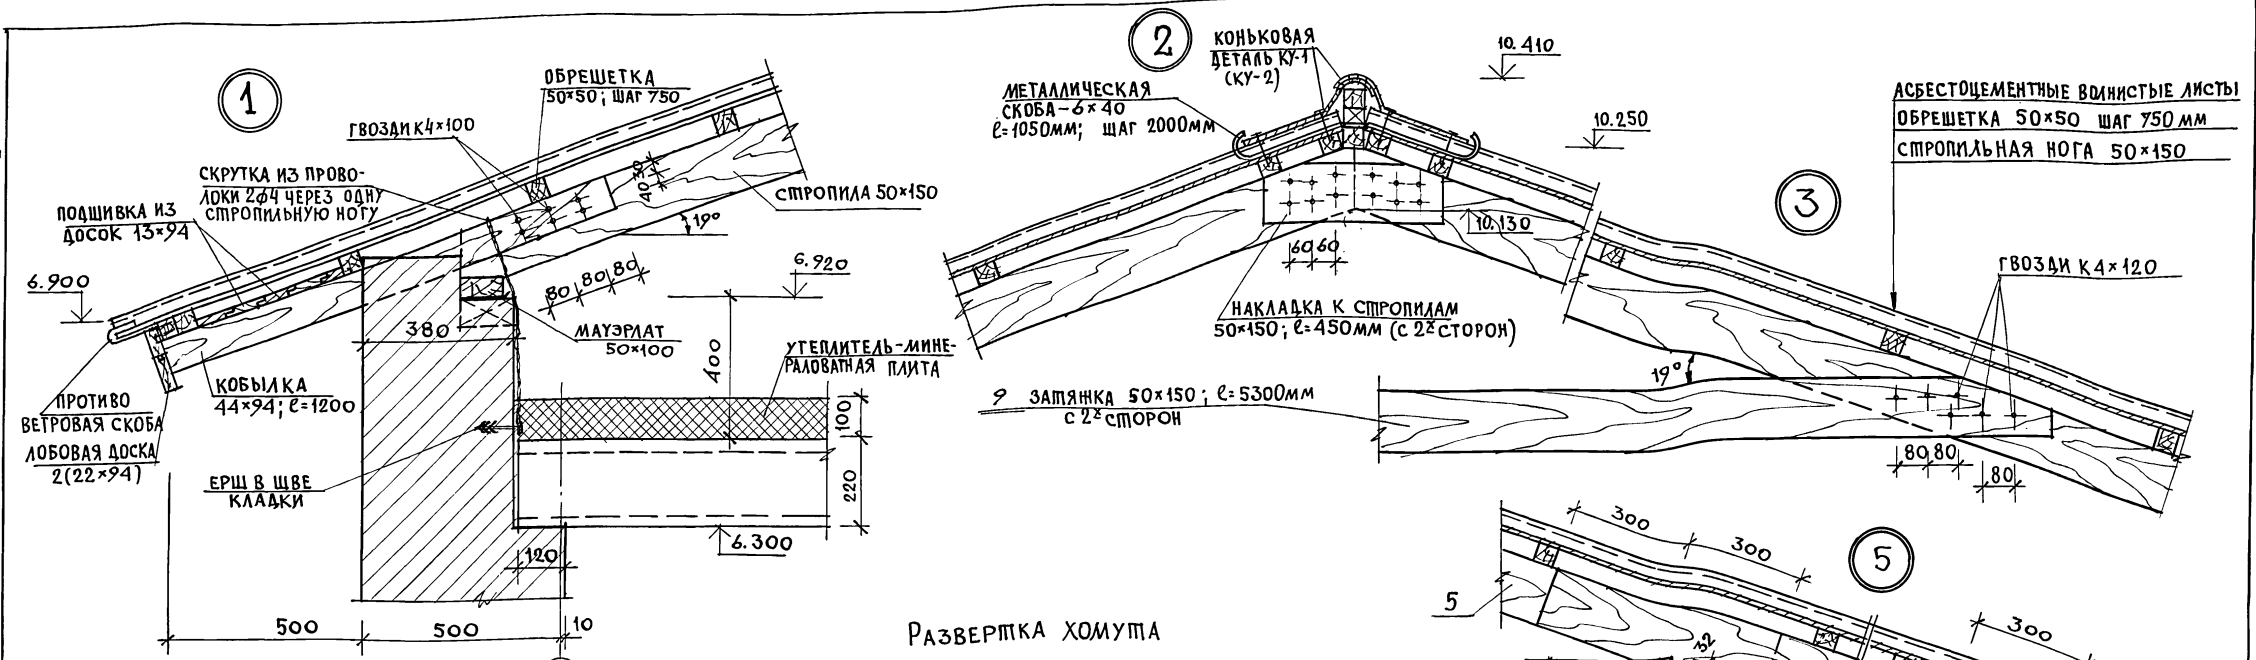 1
ОБРЕШЕТКА
50×50; ШАГ 750
ГВОЗДИ К4×100
СКРУТКА ИЗ ПРОВО-
ЛОКИ 2ф4 ЧЕРЕЗ ОДНУ
СТРОПИЛЬНУЮ НОГУ
ПОДШИВКА ИЗ
ДОСОК 13×94
40 30
СТРОПИЛА 50×150
19°
6.900
6.920
80 80 80
380
МАУЭРЛАТ
50×100
400
УТЕПЛИТЕЛЬ-МИНЕ-
РАЛОВАТНАЯ ПЛИТА
КОБЫЛКА
44×94; ℓ=1200
ПРОТИВО
ВЕТРОВАЯ СКОБА
ЛОБОВАЯ ДОСКА
2(22×94)
ЕРШ В ШВЕ
КЛАДКИ
100
220
6.300
120
500
500
10
2
КОНЬКОВАЯ
ДЕТАЛЬ КУ-1
(КУ-2)
МЕТАЛЛИЧЕСКАЯ
СКОБА-6×40
ℓ=1050ММ; ШАГ 2000ММ
10.410
10.250
10.130
60 60
НАКЛАДКА К СТРОПИЛАМ
50×150; ℓ=450ММ (С 2Х СТОРОН)
3
АСБЕСТОЦЕМЕНТНЫЕ ВОЛНИСТЫЕ ЛИСТЫ
ОБРЕШЕТКА 50×50 ШАГ 750ММ
СТРОПИЛЬНАЯ НОГА 50×150
ГВОЗДИ К4×120
19°
9 ЗАТЯЖКА 50×150; ℓ=5300ММ
С 2Х СТОРОН
80 80
80
РАЗВЕРТКА ХОМУТА
5
300
300
300
5
32